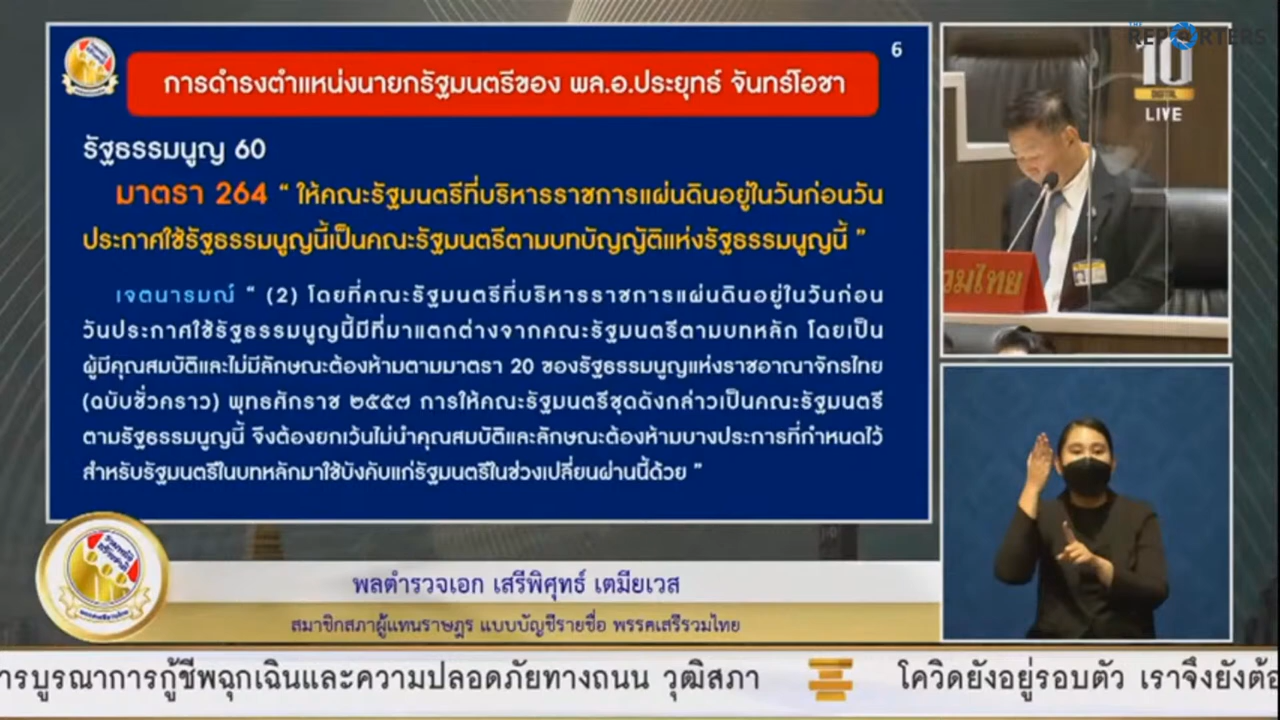 6
การดำรงตำแหน่งนายกรัฐมนตรีของ พล.อ.ประยุทธ์ จันทร์โอชา
รัฐธรรมนูญ 60
มาตรา 264 “ ให้คณะรัฐมนตรีที่บริหารราชการแผ่นดินอยู่ในวันก่อนวัน
ประกาศใช้รัฐธรรมนูญนี้เป็นคณะรัฐมนตรีตามบทบัญญัติแห่งรัฐธรรมนูญนี้ ”
เจตนารมณ์ “ (2) โดยที่คณะรัฐมนตรีที่บริหารราชการแผ่นดินอยู่ในวันก่อน
วันประกาศใช้รัฐธรรมนูญนี้มีที่มาแตกต่างจากคณะรัฐมนตรีตามบทหลัก โดยเป็น
ผู้มีคุณสมบัติและไม่มีลักษณะต้องห้ามตามมาตรา 20 ของรัฐธรรมนูญแห่งราชอาณาจักรไทย
(ฉบับชั่วคราว) พุทธศักราช ๒๕๕๗ การให้คณะรัฐมนตรีชุดดังกล่าวเป็นคณะรัฐมนตรี
ตามรัฐธรรมนูญนี้ จึงต้องยกเว้นไม่นำคุณสมบัติและลักษณะต้องห้ามบางประการที่กำหนดไว้
สำหรับรัฐมนตรีในบทหลักมาใช้บังคับแก่รัฐมนตรีในช่วงเปลี่ยนผ่านนี้ด้วย ”
THE REPORTERS
10
DIGITAL
LIVE
รวมไทย
พลตำรวจเอก เสรีพิศุทธ์ เตมียเวส
สมาชิกสภาผู้แทนราษฎร แบบบัญชีรายชื่อ พรรคเสรีรวมไทย
ารบูรณาการกู้ชีพฉุกเฉินและความปลอดภัยทางถนน วุฒิสภา โควิดยังอยู่รอบตัว เราจึงยังต้อ